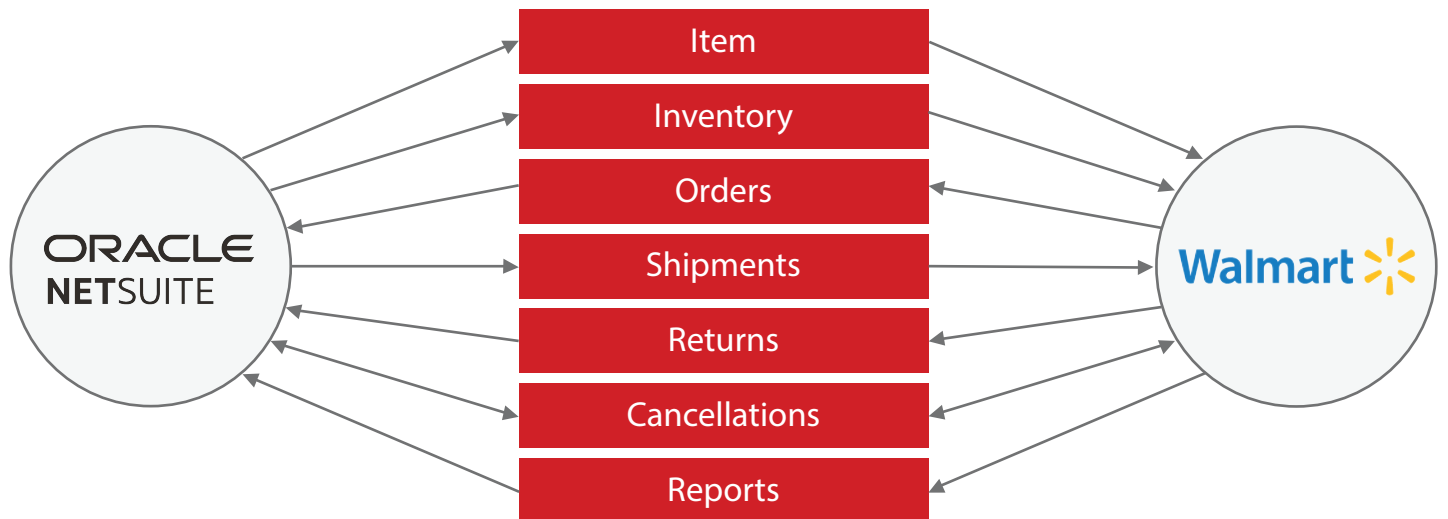 Item
Inventory
Orders
ORACLE
NETSUITE
Shipments
Walmart
Returns
Cancellations
Reports